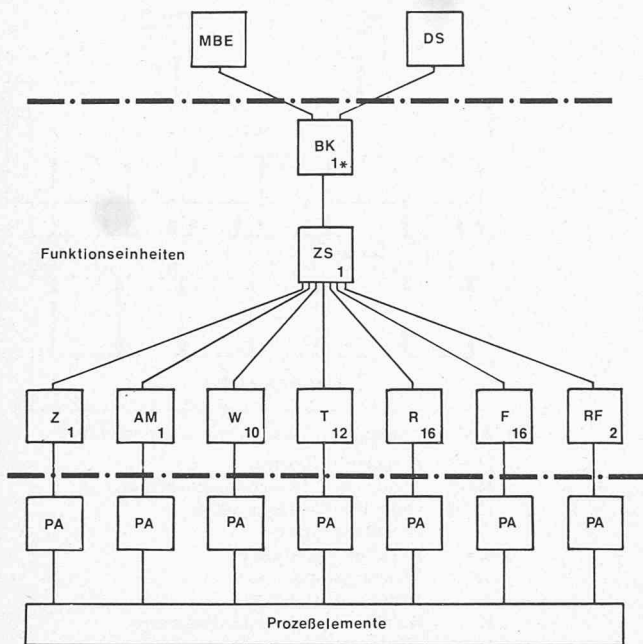 MBE DS
BK
1*
ZS
1
Funktionseinheiten
Z 1 AM 1 W 10 T 12 R 16 F 16 RF 2
PA PA PA PA PA PA PA
Prozeßelemente